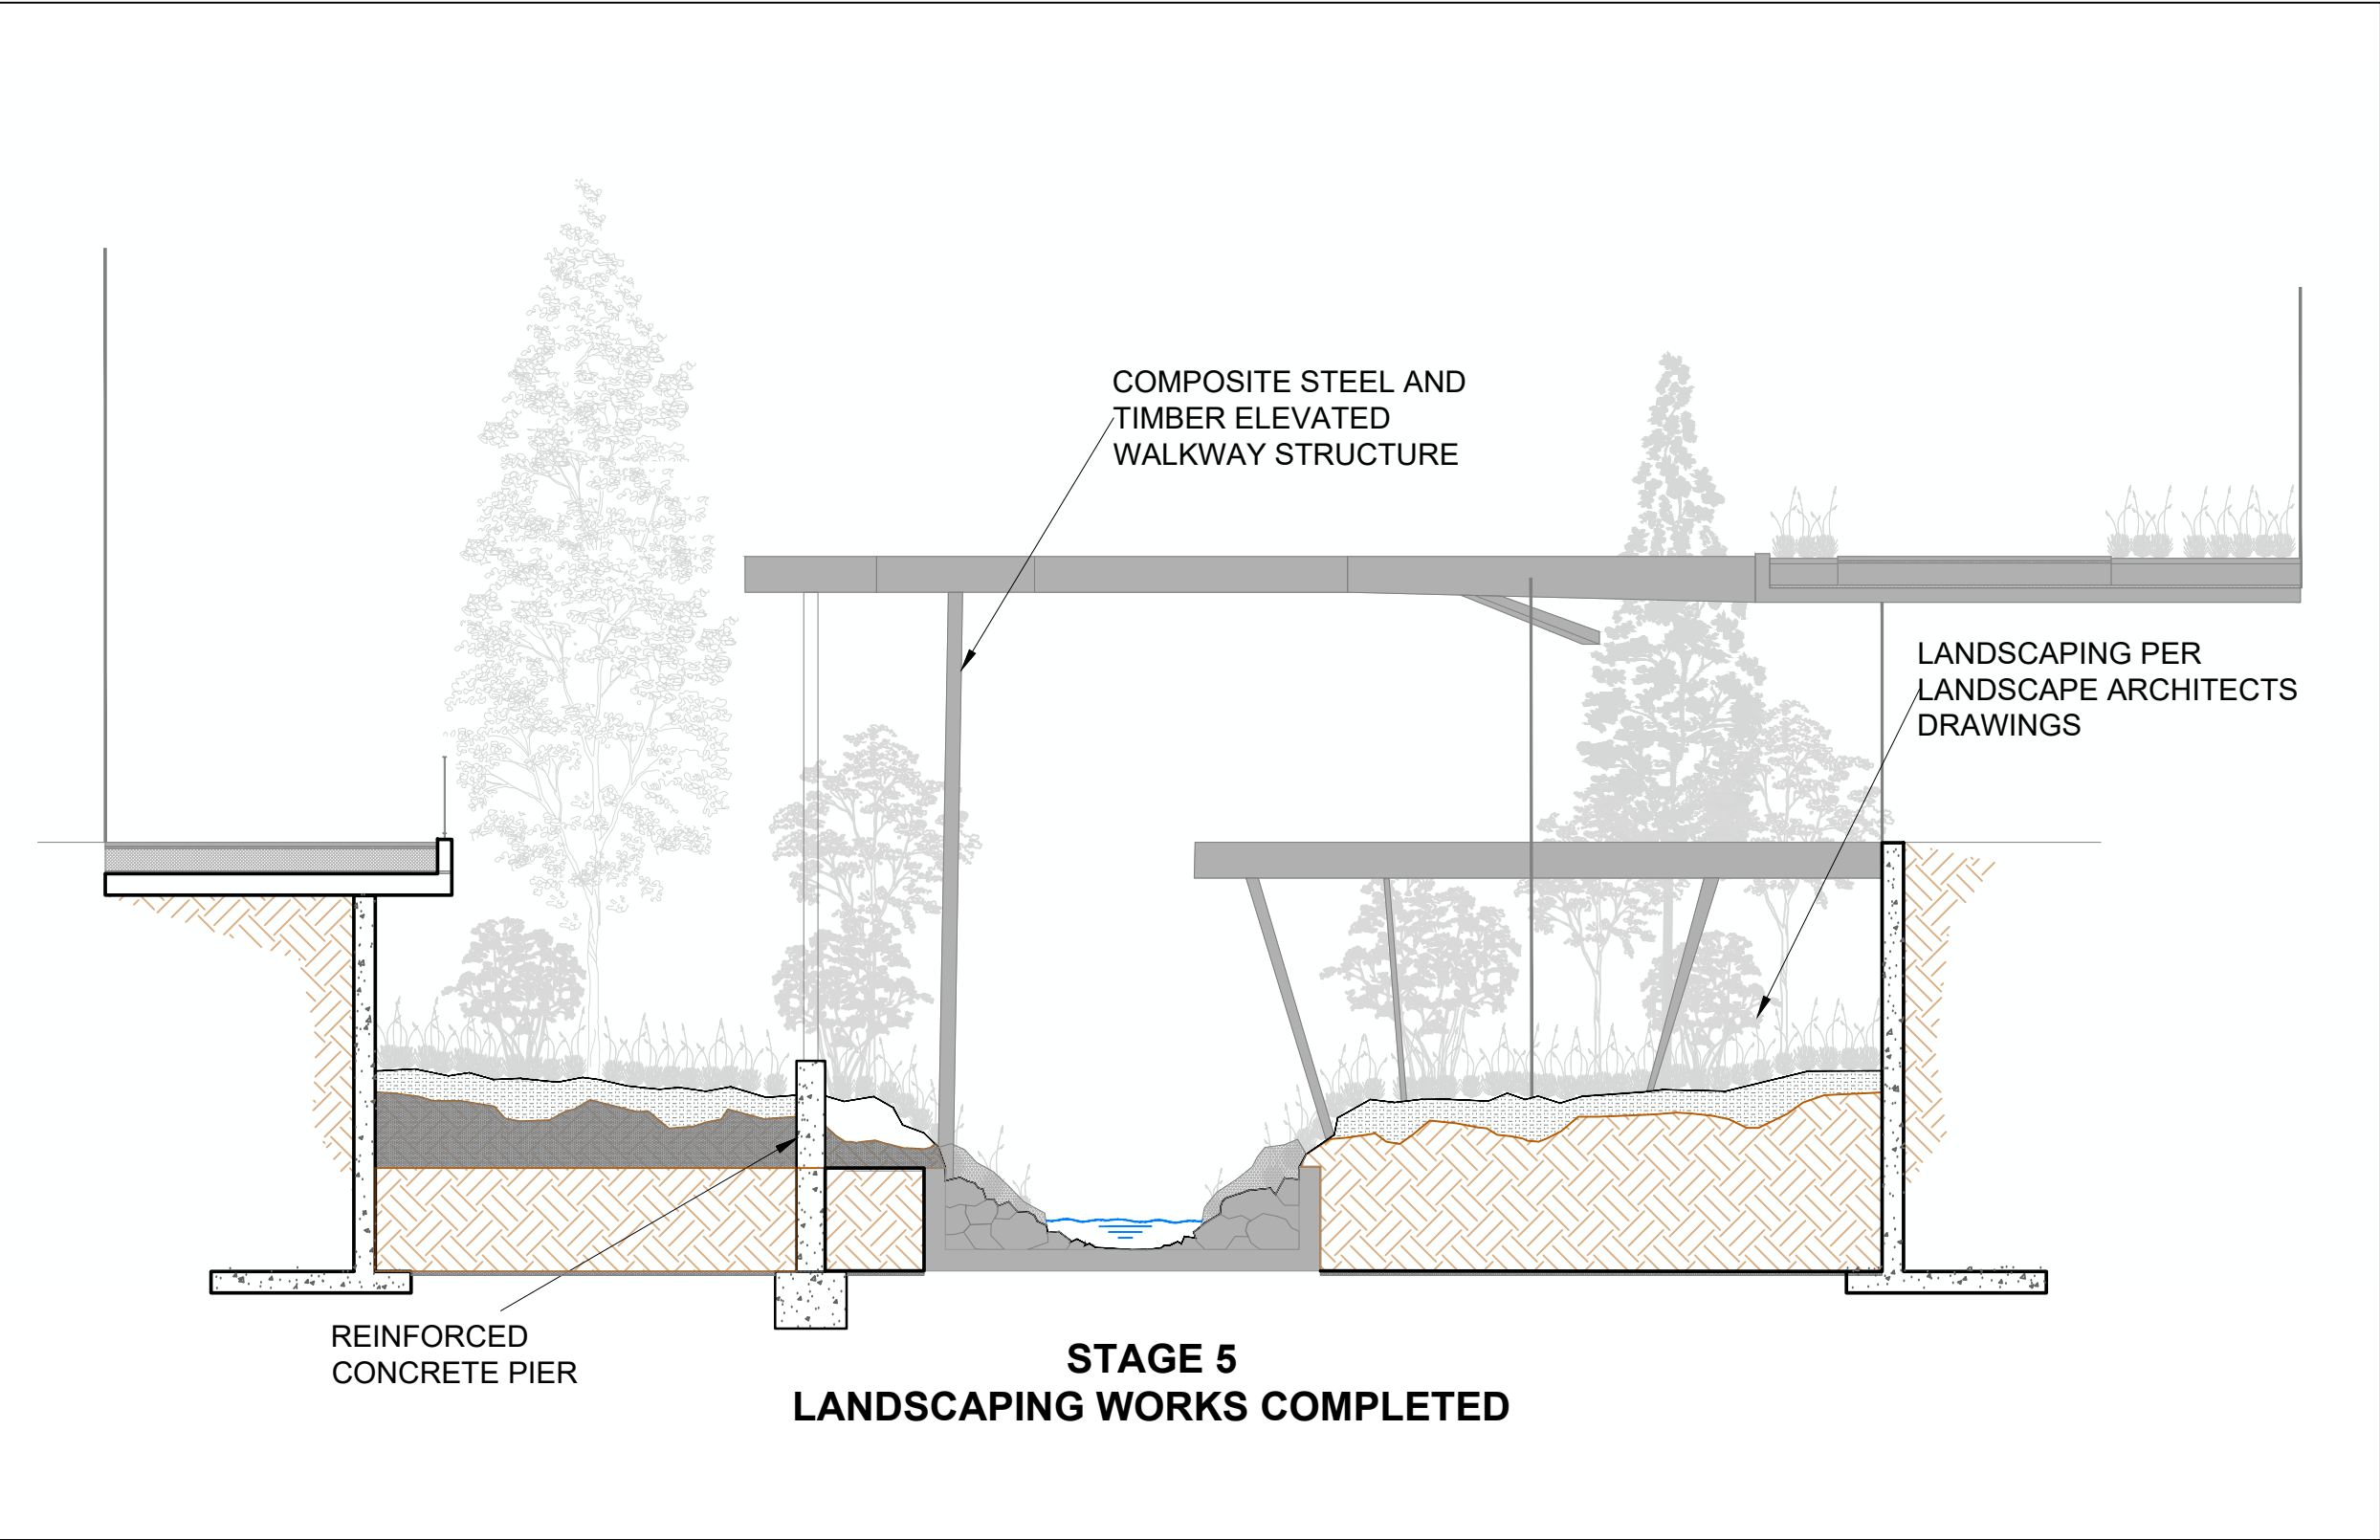 COMPOSITE STEEL AND
TIMBER ELEVATED
WALKWAY STRUCTURE
LANDSCAPING PER
LANDSCAPE ARCHITECTS
DRAWINGS
REINFORCED
CONCRETE PIER
STAGE 5
LANDSCAPING WORKS COMPLETED